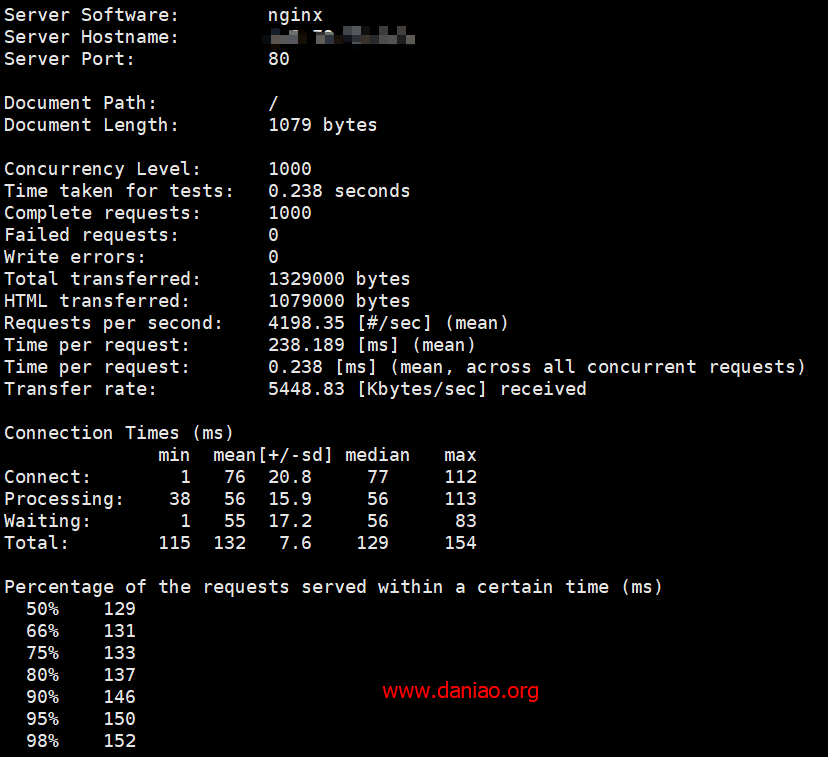 Server Software:        nginx
Server Hostname:
Server Port:            80
Document Path:          /
Document Length:        1079 bytes
Concurrency Level:      1000
Time taken for tests:   0.238 seconds
Complete requests:      1000
Failed requests:        0
Write errors:           0
Total transferred:      1329000 bytes
HTML transferred:       1079000 bytes
Requests per second:    4198.35 [#/sec] (mean)
Time per request:       238.189 [ms] (mean)
Time per request:       0.238 [ms] (mean, across all concurrent requests)
Transfer rate:          5448.83 [Kbytes/sec] received
Connection Times (ms)
              min  mean[+/-sd] median   max
Connect:        1   76  20.8     77     112
Processing:    38   56  15.9     56     113
Waiting:        1   55  17.2     56      83
Total:        115  132   7.6    129     154
Percentage of the requests served within a certain time (ms)
  50%    129
  66%    131
  75%    133
  80%    137
  90%    146
www.daniao.org
  95%    150
  98%    152